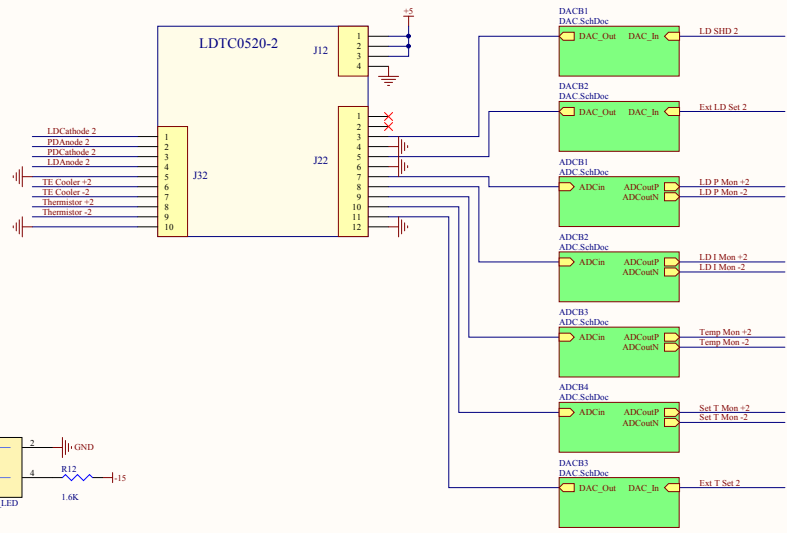 LDTC0520-2
J12
1
2
3
4
+5
J22
1
2
3
4
5
6
7
8
9
10
11
12
J32
1
2
3
4
5
6
7
8
9
10
LDCathode 2
PDAnode 2
PDCathode 2
LDAnode 2
TE Cooler +2
TE Cooler -2
Thermistor +2
Thermistor -2
DACB1
DAC.SchDoc
DAC_Out DAC_In
LD SHD 2
DACB2
DAC.SchDoc
DAC_Out DAC_In
Ext LD Set 2
ADCB1
ADC.SchDoc
ADCin ADCoutP
ADCoutN
LD P Mon +2
LD P Mon -2
ADCB2
ADC.SchDoc
ADCin ADCoutP
ADCoutN
LD I Mon +2
LD I Mon -2
ADCB3
ADC.SchDoc
ADCin ADCoutP
ADCoutN
Temp Mon +2
Temp Mon -2
ADCB4
ADC.SchDoc
ADCin ADCoutP
ADCoutN
Set T Mon +2
Set T Mon -2
DACB3
DAC.SchDoc
DAC_Out DAC_In
Ext T Set 2
2
GND
4
R12
-15
1.6K
_LED